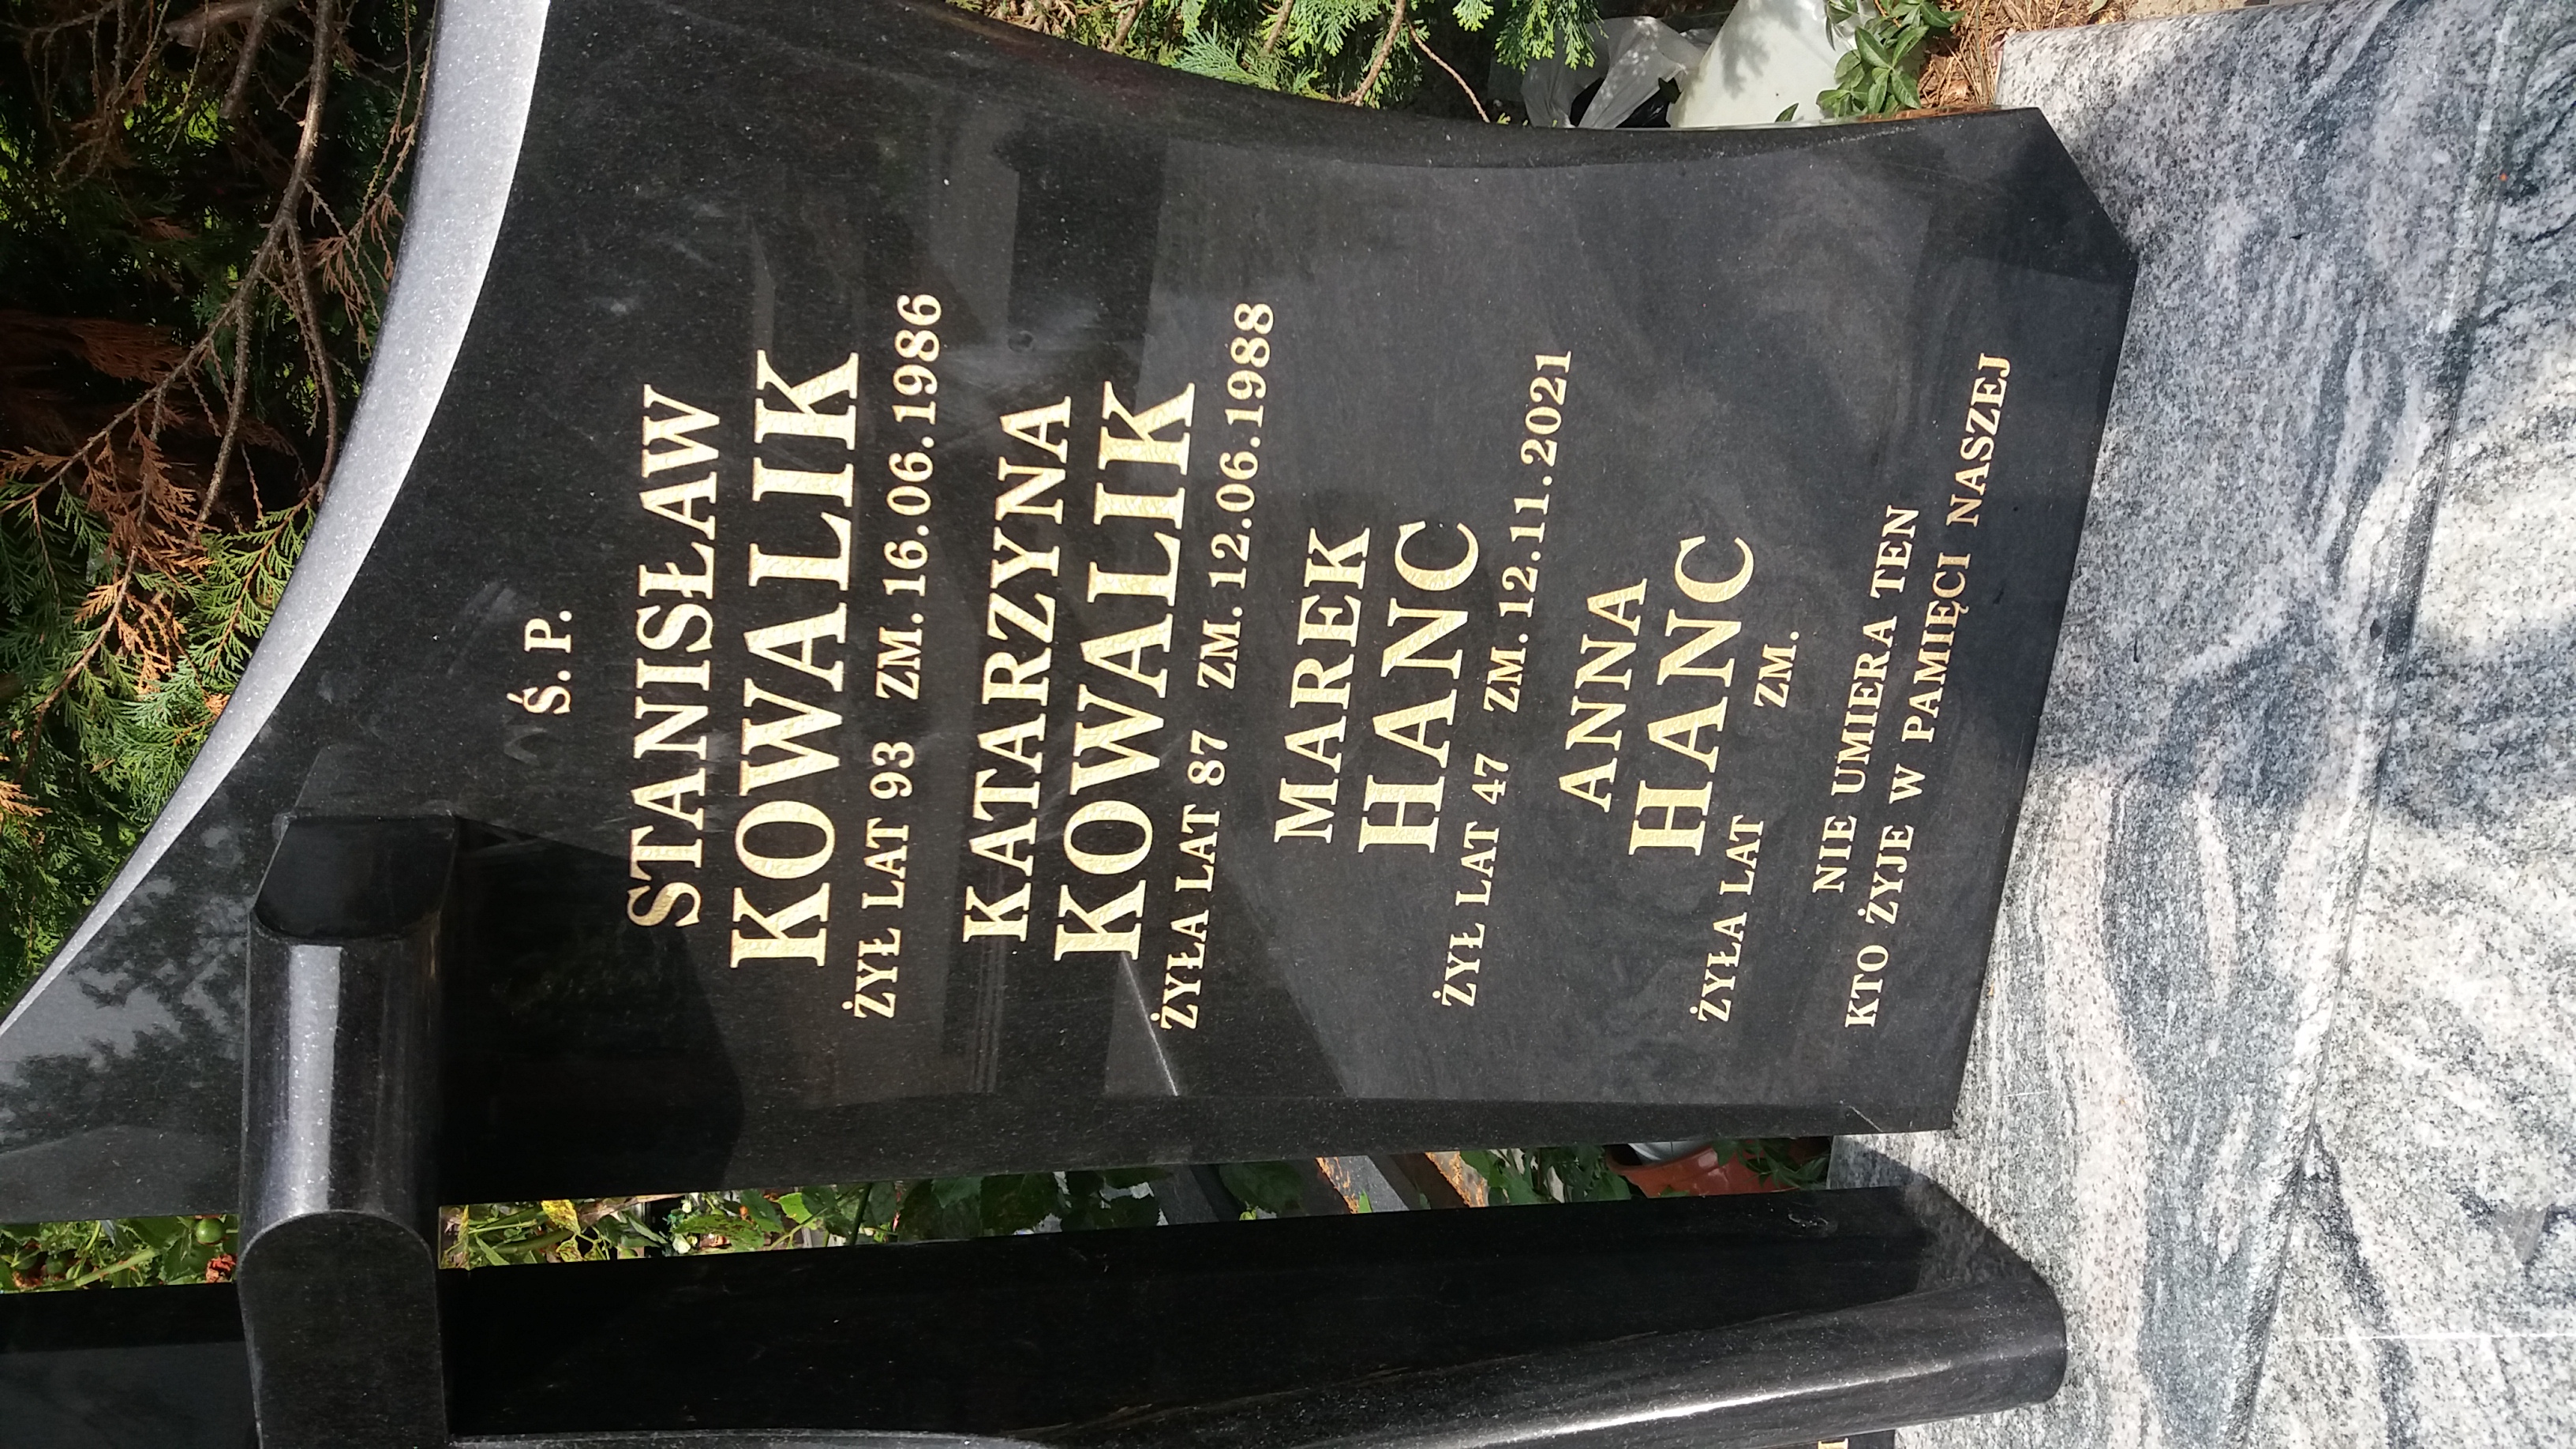 Ś. P.
STANISŁAW
KOWALIK
ŻYŁ LAT 93 ZM. 16.06.1986
KATARZYNA
KOWALIK
ŻYŁA LAT 87 ZM. 12.06.1988
MAREK
HANC
ŻYŁ LAT 47 ZM. 12.11.2021
ANNA
HANC
ŻYŁA LAT ZM.
NIE UMIERA TEN
KTO ŻYJE W PAMIĘCI NASZEJ